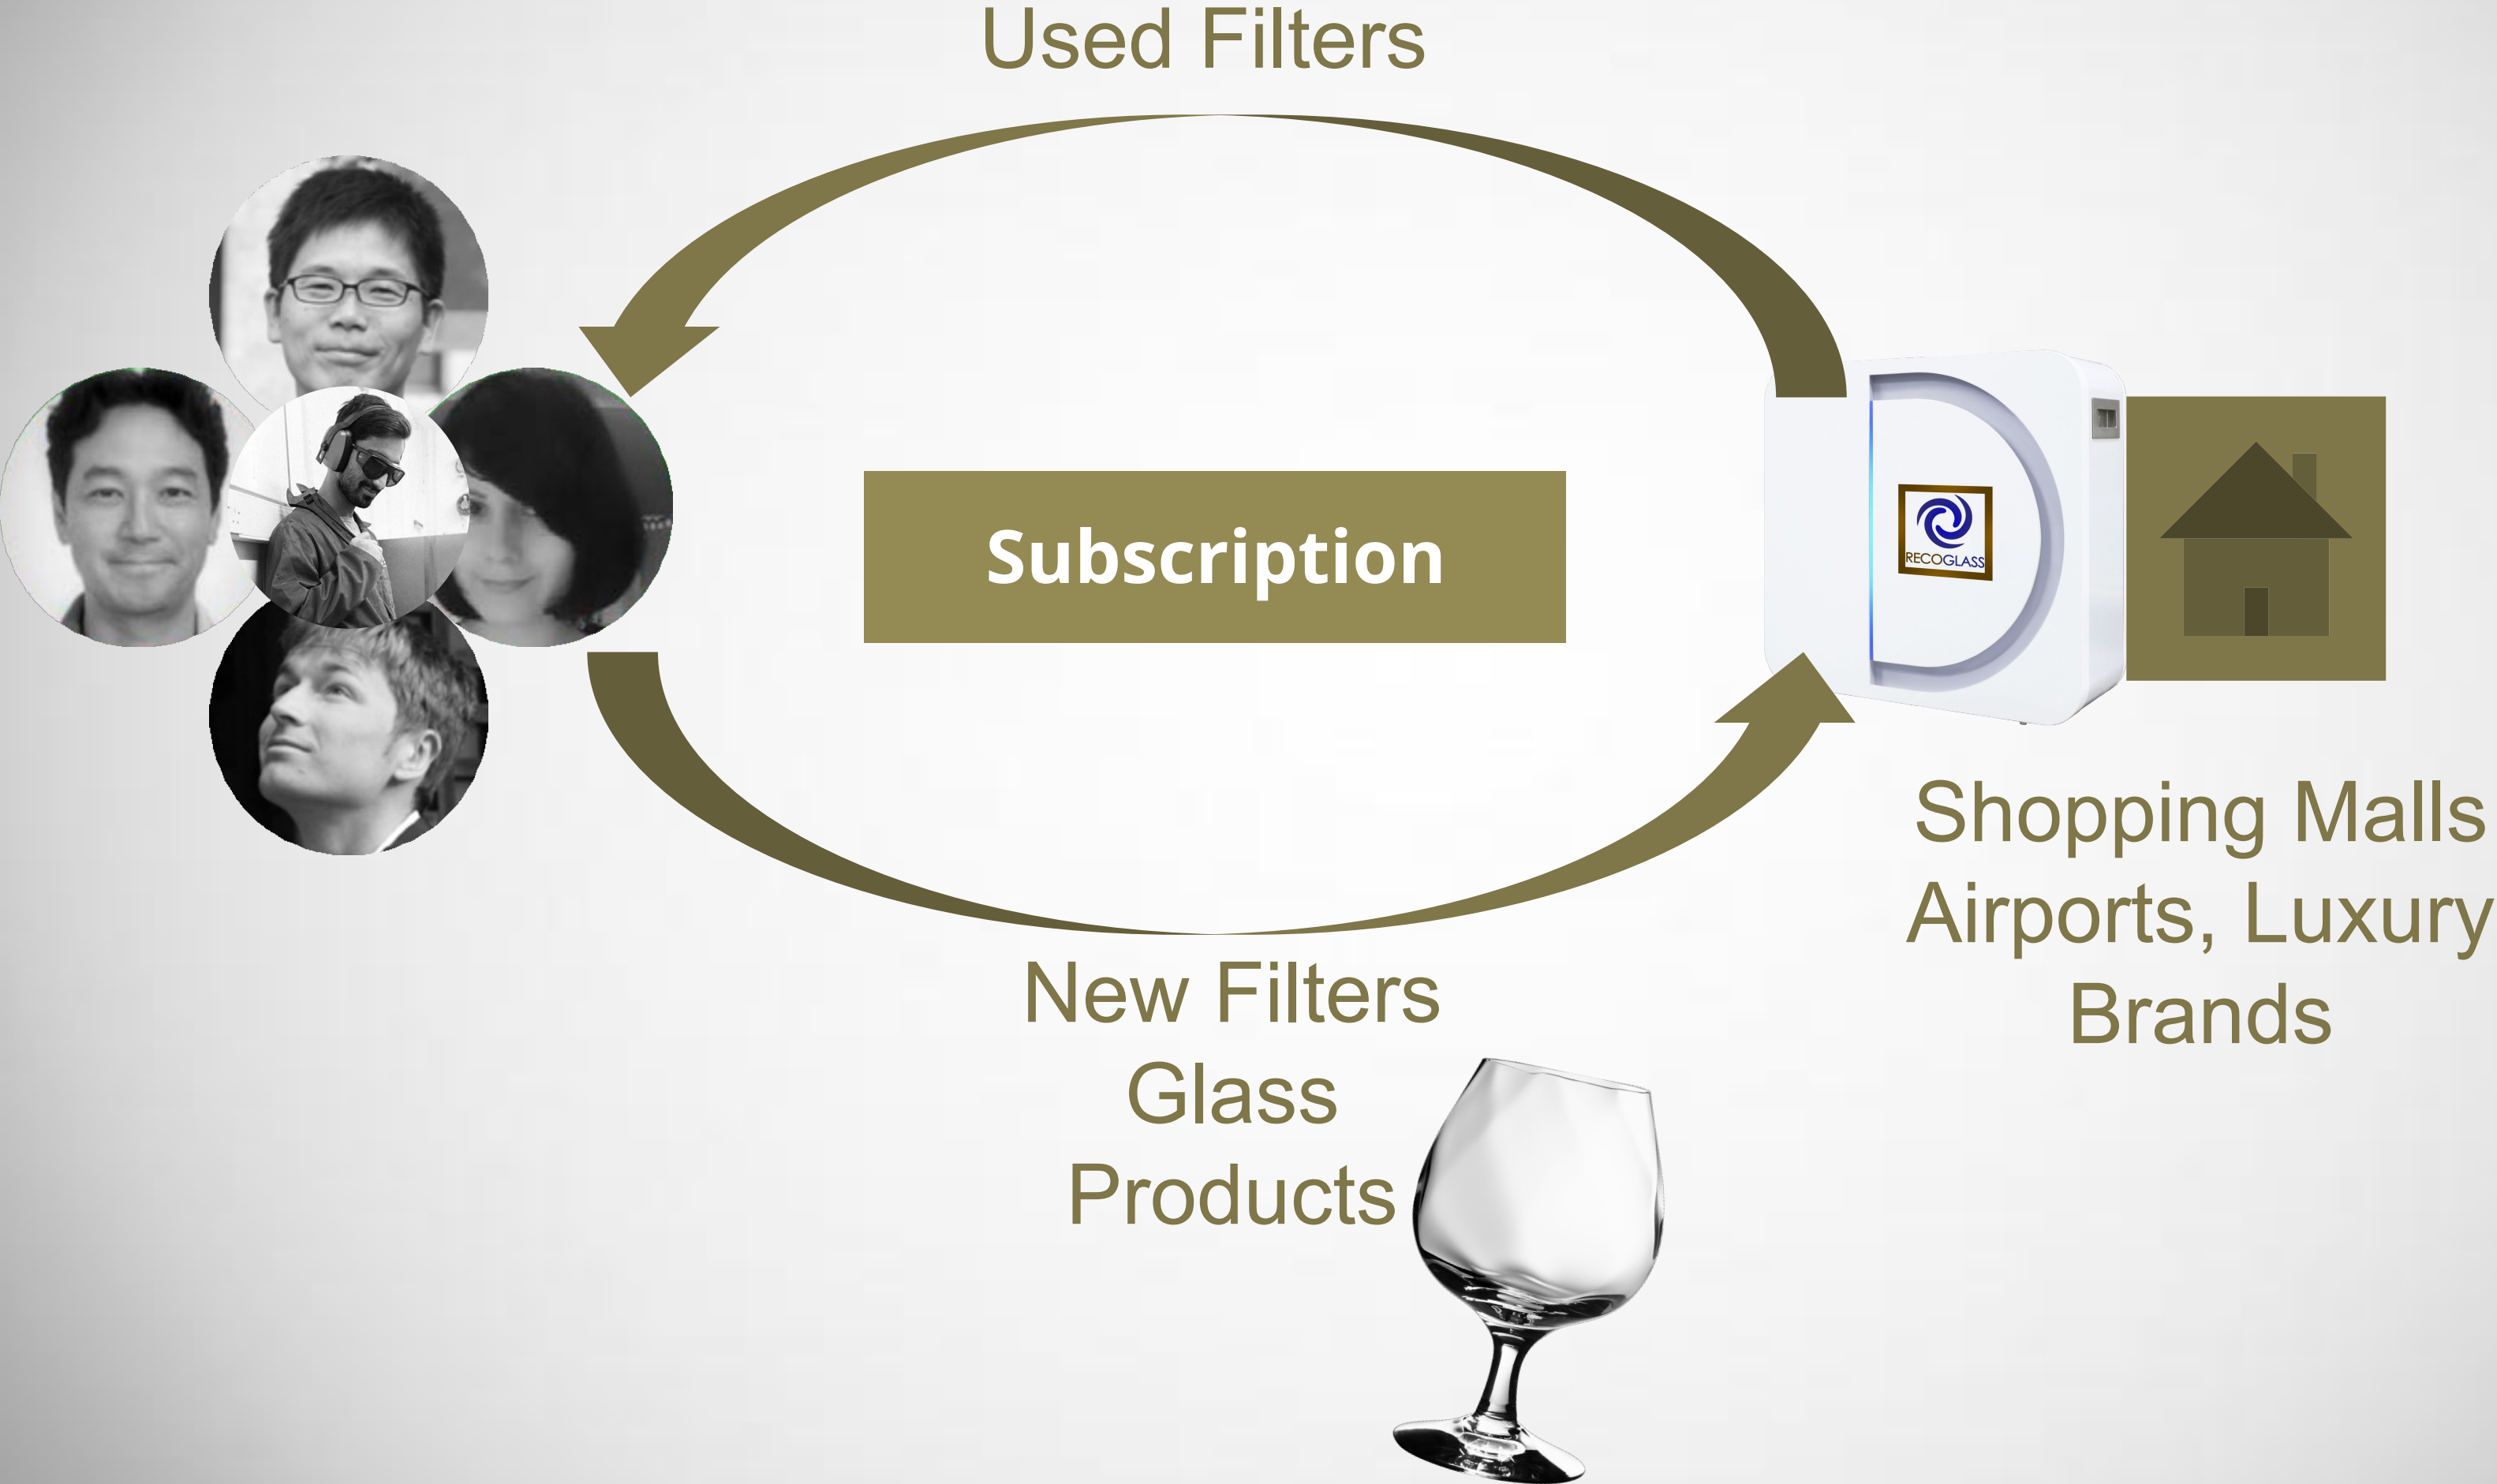 Used Filters
Subscription
RECOGLASS
Shopping Malls
Airports, Luxury
Brands
New Filters
Glass
Products